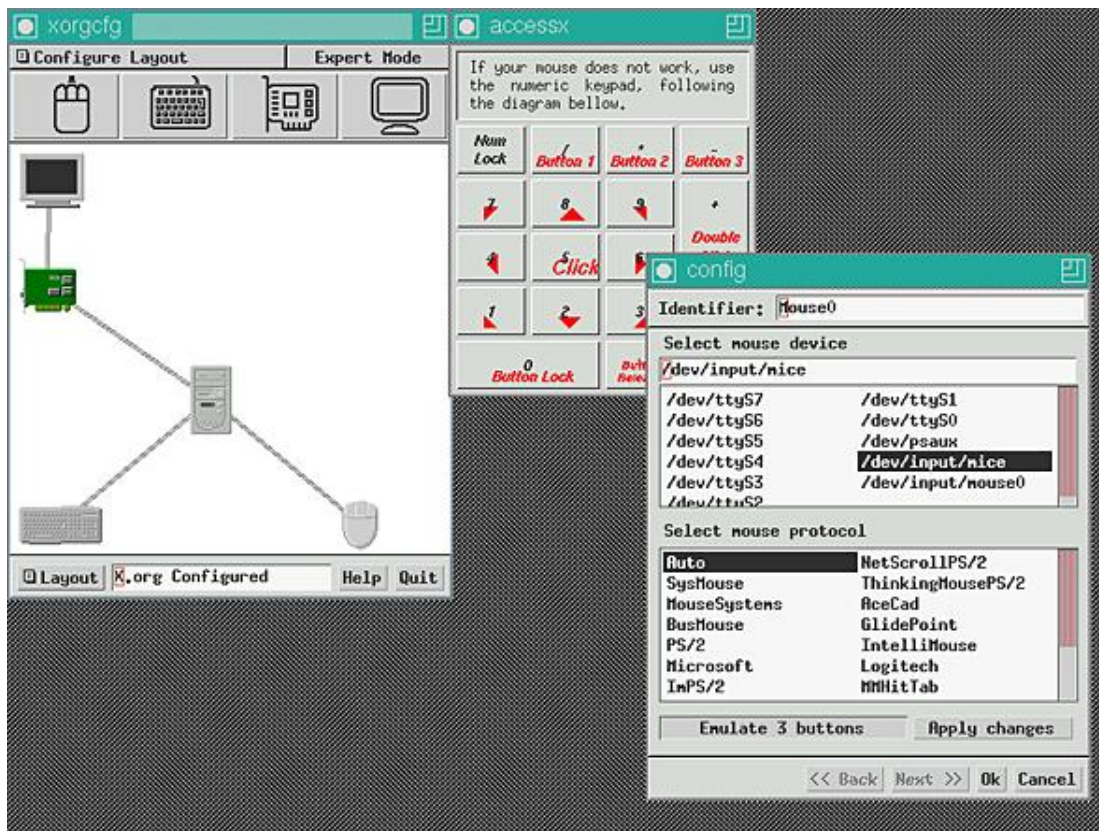 xorgcfg
Configure Layout
Expert Mode
Layout
X.org Configured
Help
Quit
accessx
If your mouse does not work, use
the numeric keypad, following
the diagram bellow.
Num
Lock
/
Button 1
*
Button 2
-
Button 3
7
8
9
+
Double
4
5
Click
6
1
2
3
0
Button Lock
config
Identifier: Mouse0
Select mouse device
/dev/input/mice
/dev/ttyS7
/dev/ttyS6
/dev/ttyS5
/dev/ttyS4
/dev/ttyS3
/dev/ttyS2
/dev/ttyS1
/dev/ttyS0
/dev/psaux
/dev/input/mice
/dev/input/mouse0
Select mouse protocol
Auto
SysMouse
MouseSystems
BusMouse
PS/2
Microsoft
ImPS/2
NetScrollPS/2
ThinkingMousePS/2
AceCad
GlidePoint
IntelliMouse
Logitech
MMHitTab
Emulate 3 buttons
Apply changes
<< Back
Next >>
Ok
Cancel